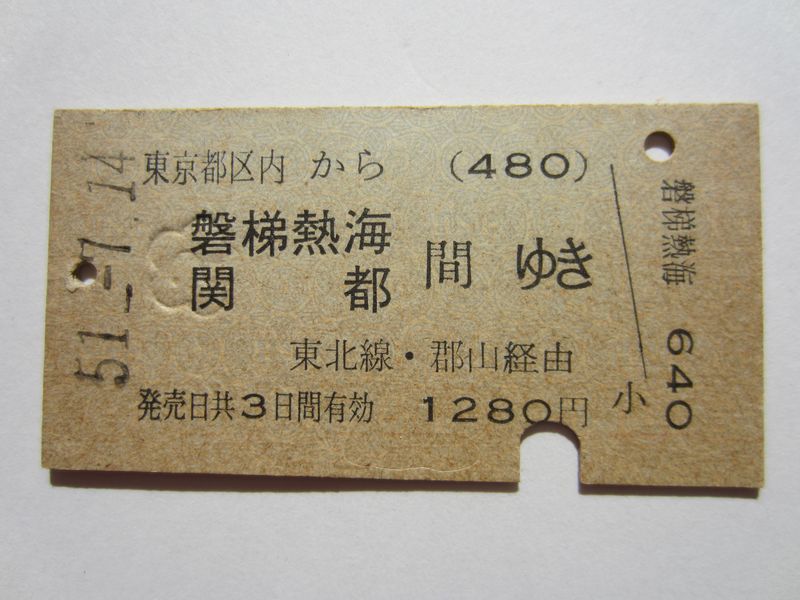 東京都区内 から (480)
磐梯熱海
関都
間 ゆき
東北線・郡山経由
発売日共3日間有効 1280円
小
磐梯熱海 640
51.-7.14